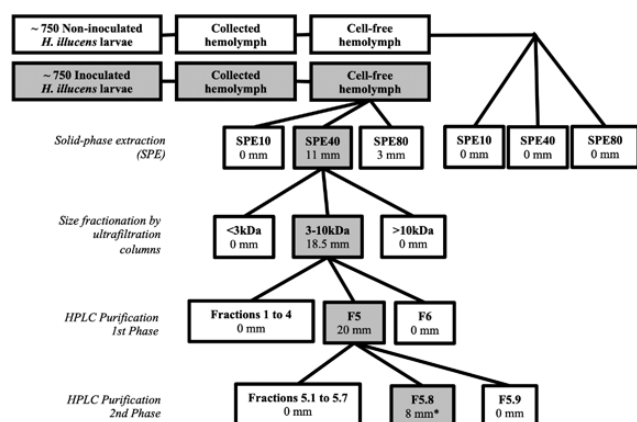 ~ 750 Non-inoculated
H. illucens larvae
Collected
hemolymph
Cell-free
hemolymph
~ 750 Inoculated
H. illucens larvae
Collected
hemolymph
Cell-free
hemolymph
Solid-phase extraction
(SPE)
SPE10
0 mm
SPE40
11 mm
SPE80
3 mm
SPE10
0 mm
SPE40
0 mm
SPE80
0 mm
Size fractionation by
ultrafiltration
columns
<3kDa
0 mm
3-10kDa
18.5 mm
>10kDa
0 mm
HPLC Purification
1st Phase
Fractions 1 to 4
0 mm
F5
20 mm
F6
0 mm
HPLC Purification
2nd Phase
Fractions 5.1 to 5.7
0 mm
F5.8
8 mm*
F5.9
0 mm